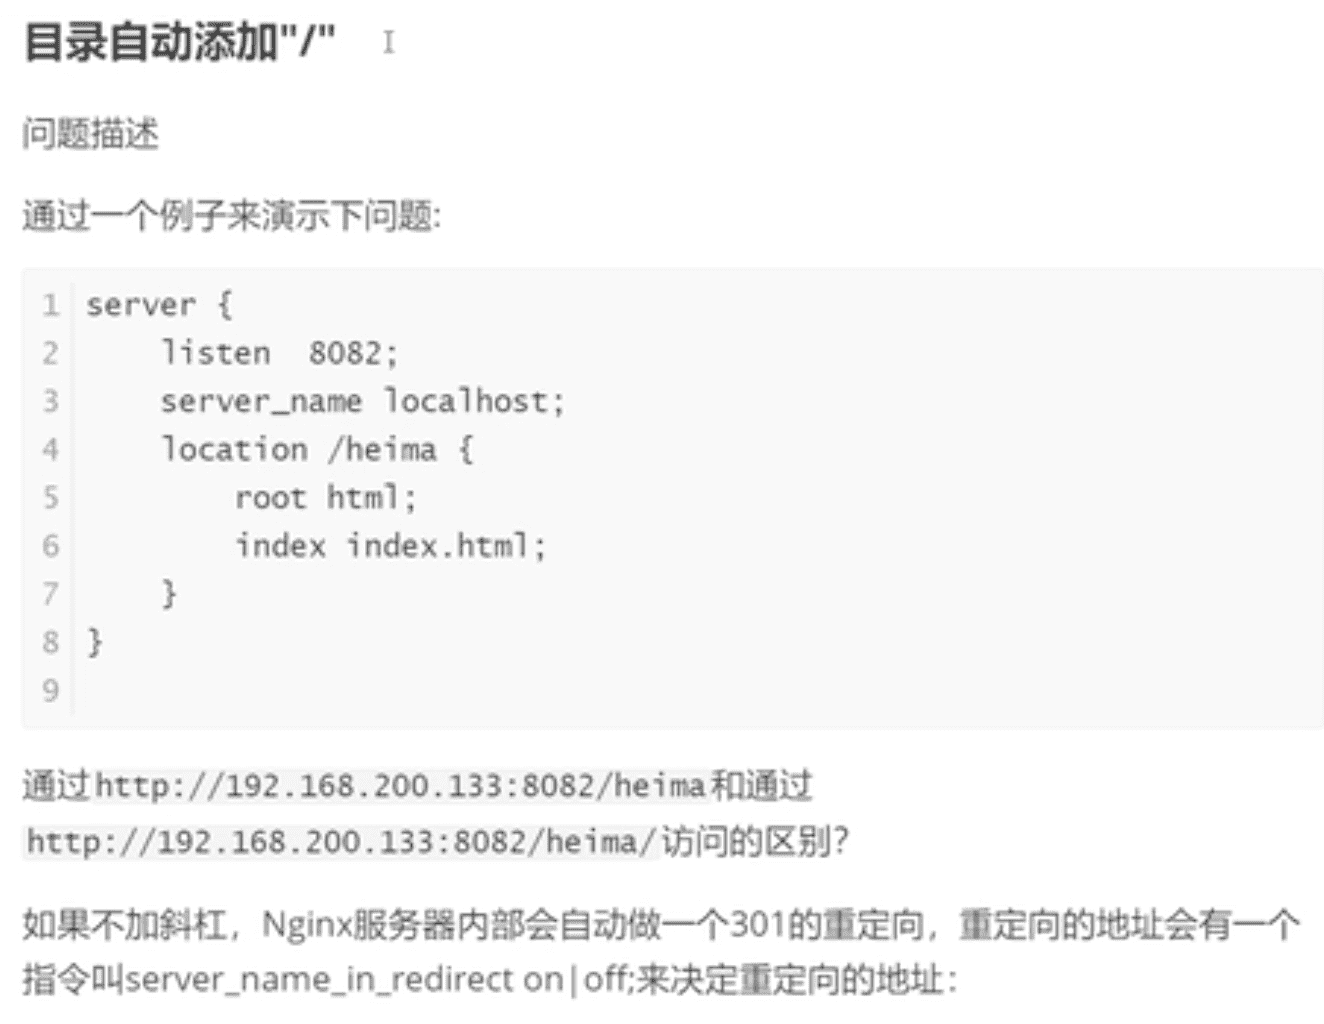 目录自动添加"/"
问题描述
通过一个例子来演示下问题:
1 server {
2     listen  8082;
3     server_name localhost;
4     location /heima {
5         root html;
6         index index.html;
7     }
8 }
9
通过http://192.168.200.133:8082/heima和通过
http://192.168.200.133:8082/heima/访问的区别?
如果不加斜杠，Nginx服务器内部会自动做一个301的重定向，重定向的地址会有一个
指令叫server_name_in_redirect on|off;来决定重定向的地址：